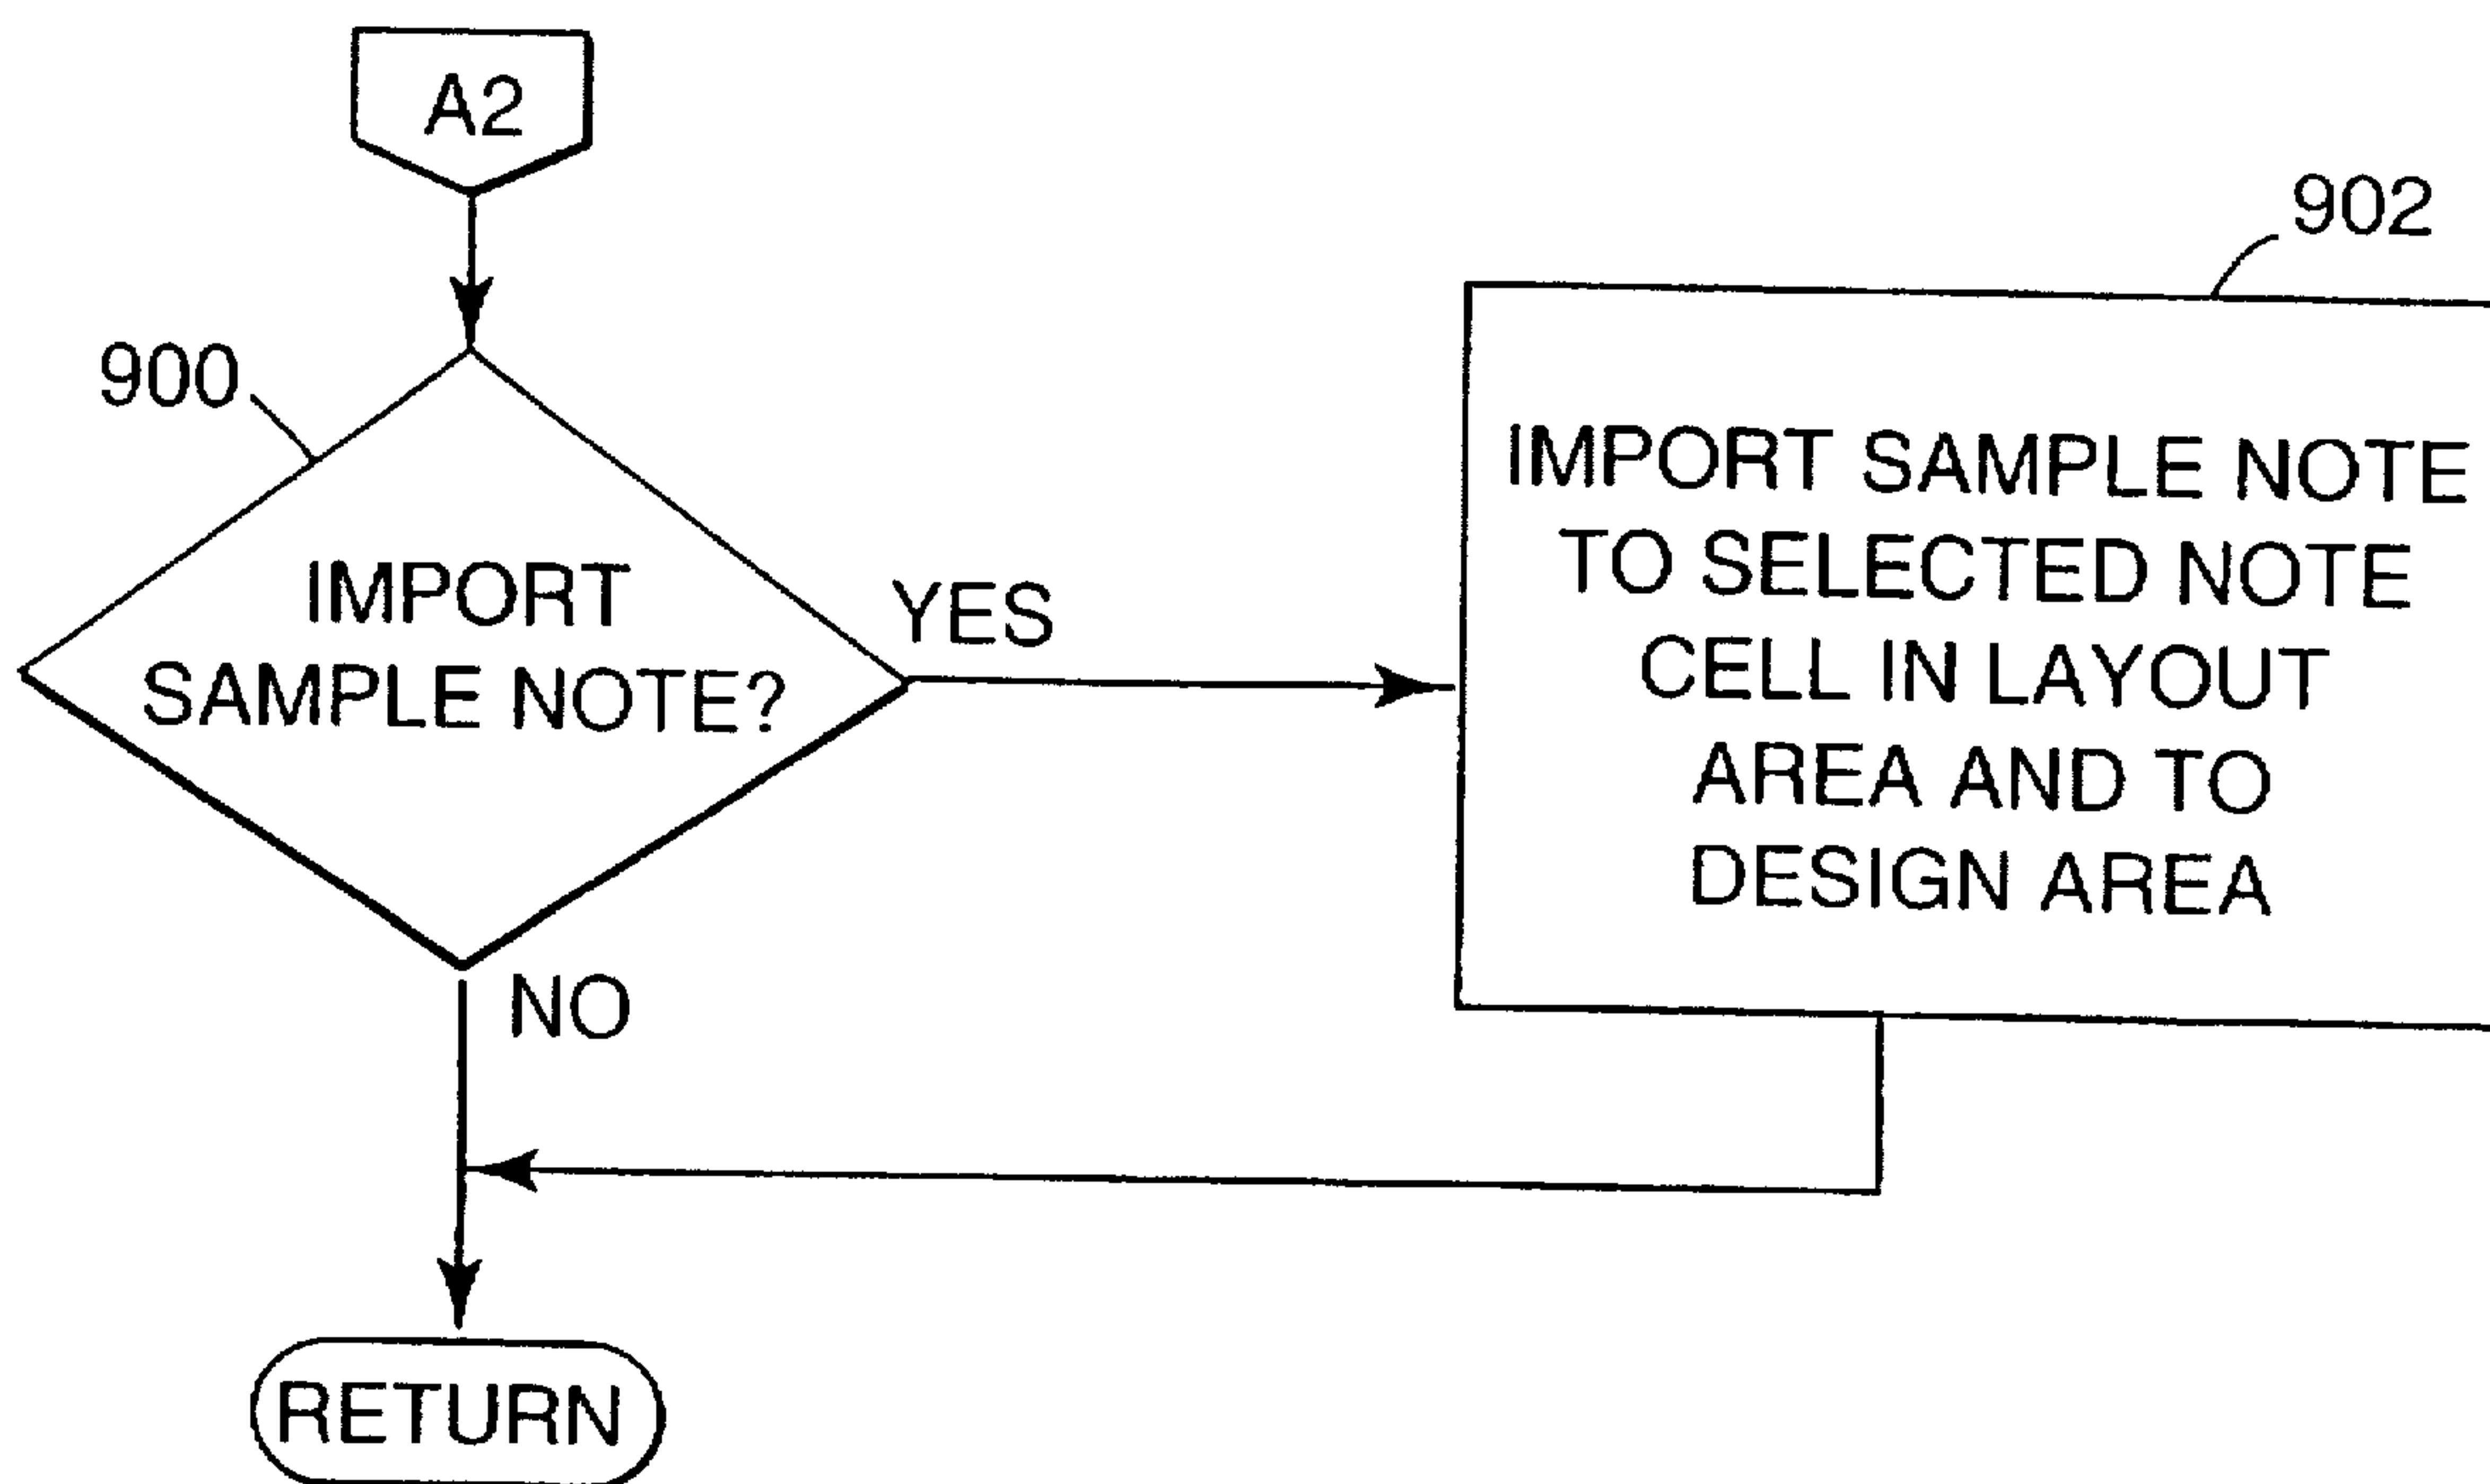 A2
900
IMPORT
SAMPLE NOTE?
YES
NO
902
IMPORT SAMPLE NOTE
TO SELECTED NOTE
CELL IN LAYOUT
AREA AND TO
DESIGN AREA
RETURN